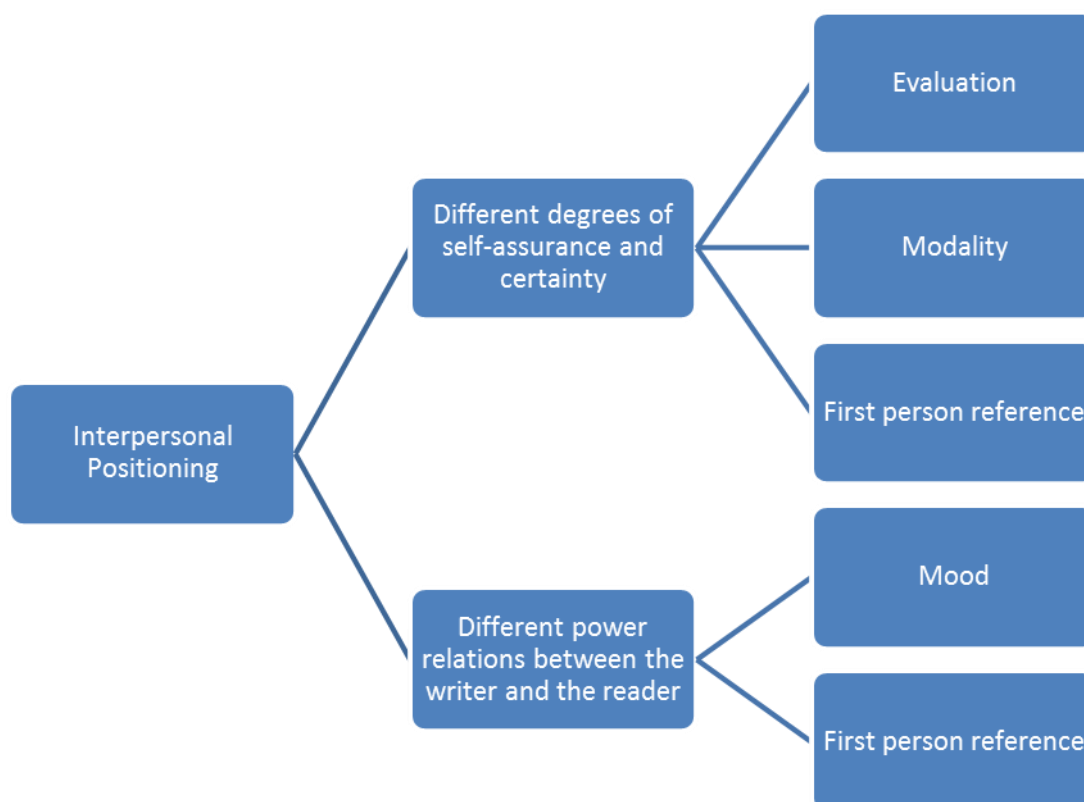 Interpersonal
Positioning
Different degrees of
self-assurance and
certainty
Evaluation
Modality
First person reference
Different power
relations between the
writer and the reader
Mood
First person reference